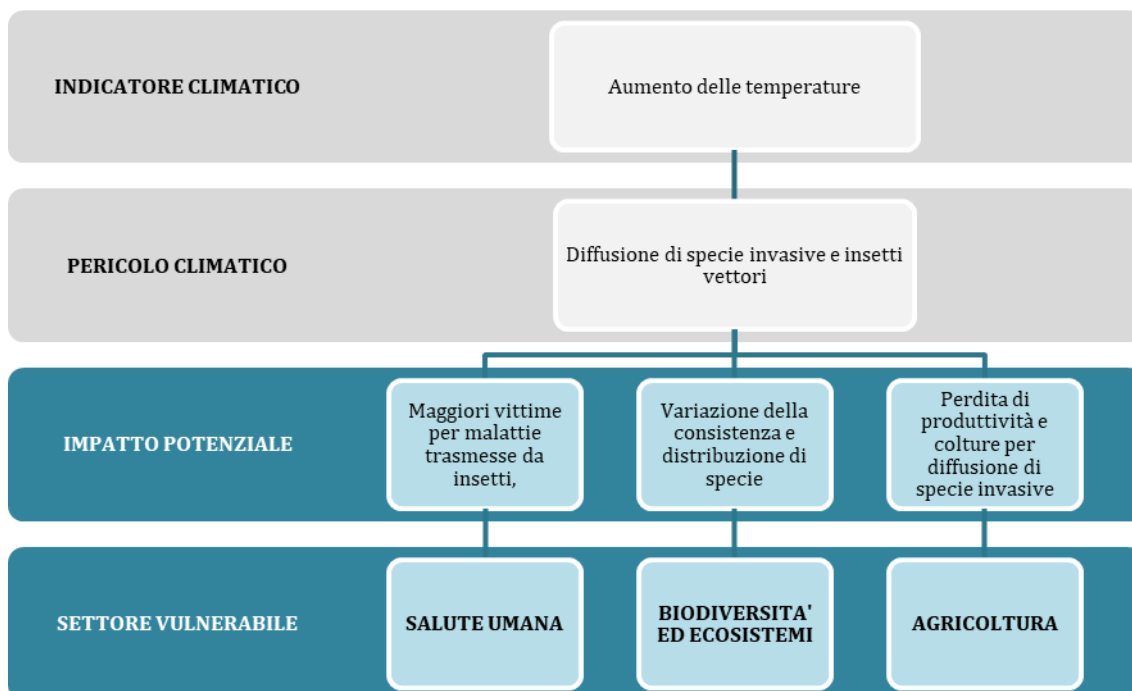 INDICATORE CLIMATICO
Aumento delle temperature
PERICOLO CLIMATICO
Diffusione di specie invasive e insetti
vettori
IMPATTO POTENZIALE
Maggiori vittime
per malattie
trasmesse da
insetti,
Variazione della
consistenza e
distribuzione di
specie
Perdita di
produttività e
colture per
diffusione di
specie invasive
SETTORE VULNERABILE
SALUTE UMANA
BIODIVERSITA'
ED ECOSISTEMI
AGRICOLTURA